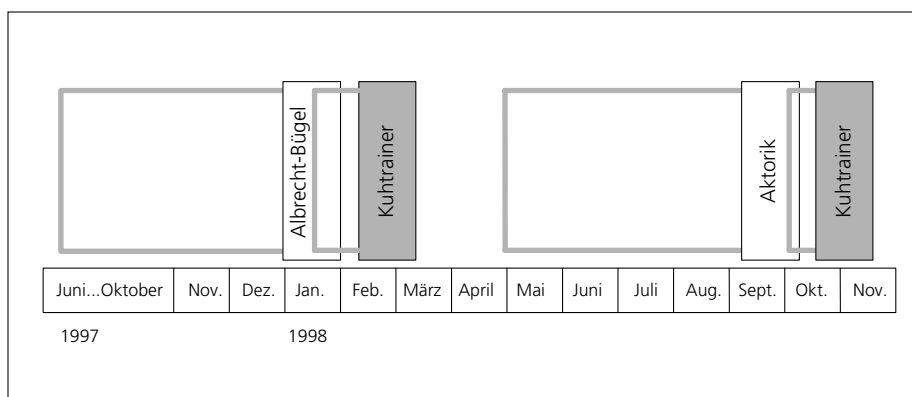 Albrecht-Bügel
Kuhtrainer
Aktorik
Kuhtrainer
Juni...Oktober Nov. Dez. Jan. Feb. März April Mai Juni Juli Aug. Sept. Okt. Nov.
1997 1998